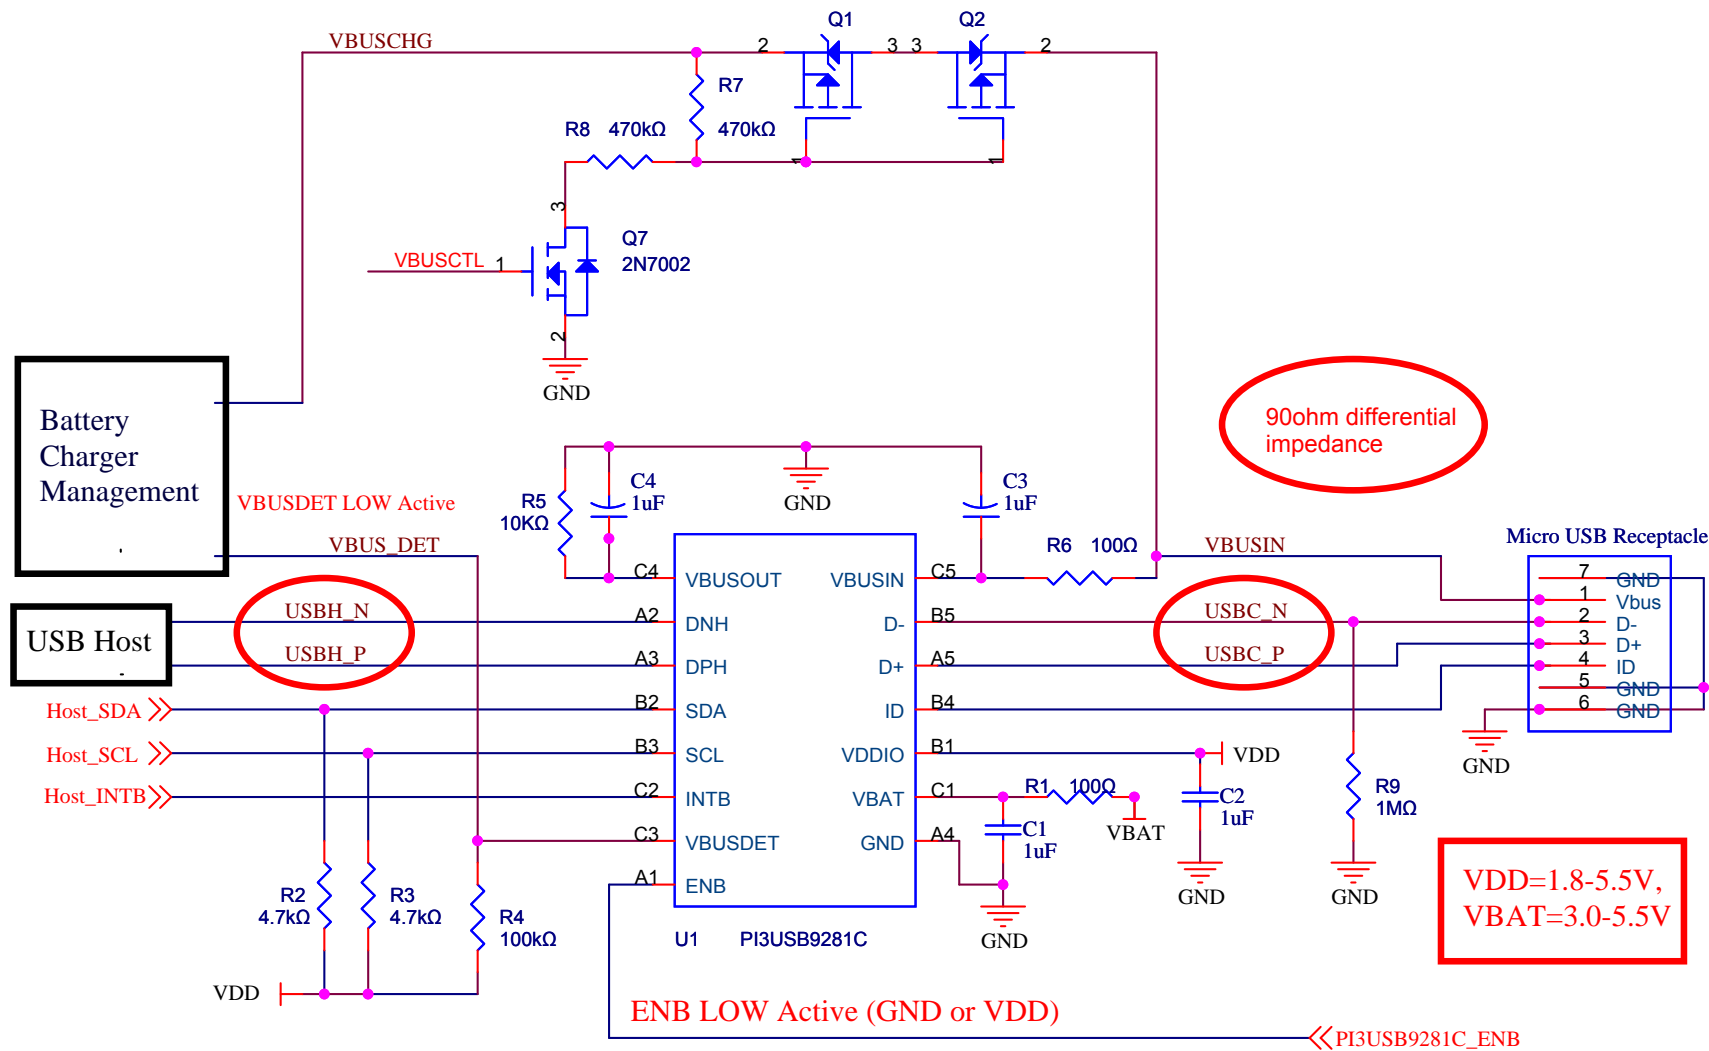 Q1
Q2
VBUSCHG
2
3
3
2
R7
470kΩ
R8 470kΩ
1
1
3
Q7
2N7002
VBUSCTL
1
2
GND
Battery
Charger
Management
VBUSDET LOW Active
VBUS_DET
90ohm differential
impedance
R5
10KΩ
C4
1uF
GND
C3
1uF
R6 100Ω
VBUSIN
Micro USB Receptacle
USB Host
USBH_N
USBH_P
Host_SDA
Host_SCL
Host_INTB
C4
A2
A3
B2
B3
C2
C3
A1
VBUSOUT
DNH
DPH
SDA
SCL
INTB
VBUSDET
ENB
VBUSIN
D-
D+
ID
VDDIO
VBAT
GND
C5
B5
A5
B4
B1
C1
A4
USBC_N
USBC_P
7 GND
1 Vbus
2 D-
3 D+
4 ID
5 GND
6 GND
GND
VDD
R1 100Ω
VBAT
C1
1uF
C2
1uF
GND
GND
R9
1MΩ
GND
R2
4.7kΩ
R3
4.7kΩ
R4
100kΩ
VDD
U1 PI3USB9281C
VDD=1.8-5.5V,
VBAT=3.0-5.5V
ENB LOW Active (GND or VDD)
PI3USB9281C_ENB